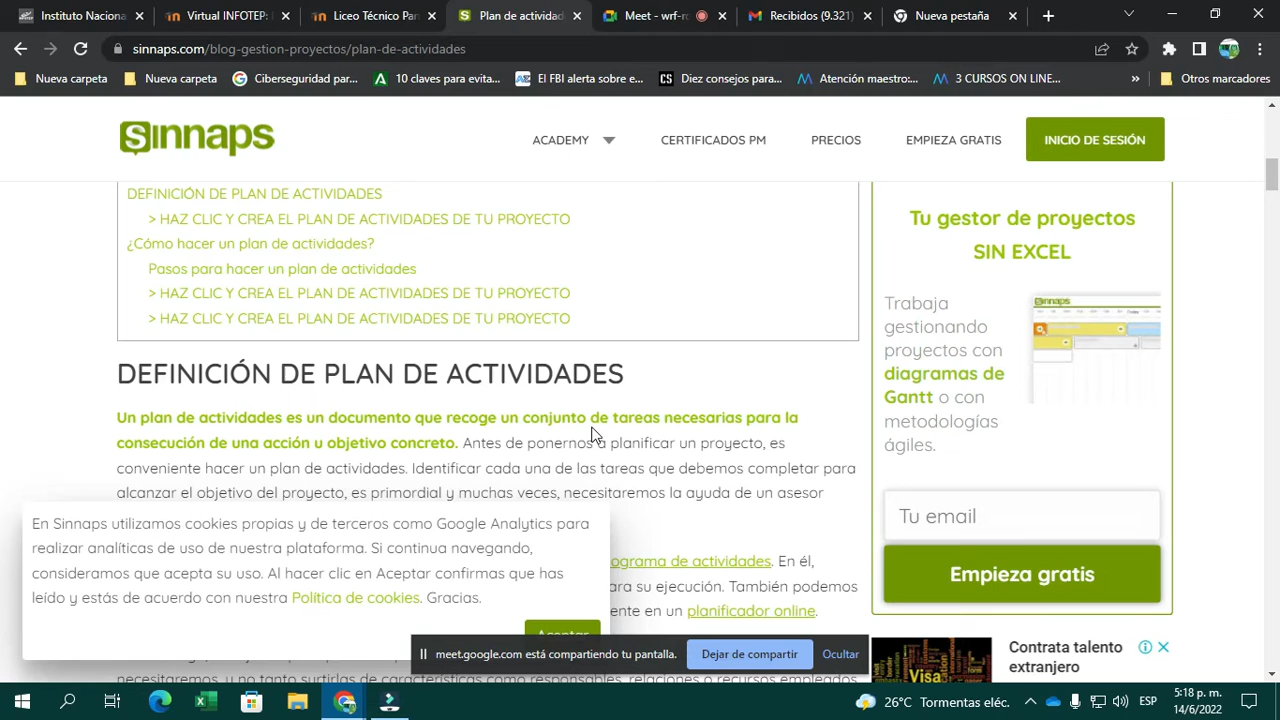 Instituto Naciona
Virtual INFOTEP:
Liceo Técnico Par
Plan de actividad
Meet - wrf-ro
Recibidos (9.321)
Nueva pestaña
sinnaps.com/blog-gestion-proyectos/plan-de-actividades
Nueva carpeta
Nueva carpeta
Ciberseguridad par...
10 claves para evita...
El FBI alerta sobre e...
Diez consejos para...
Atención maestro:...
3 CURSOS ON LINE...
»
Otros marcadores
sinnaps
ACADEMY
CERTIFICADOS PM
PRECIOS
EMPIEZA GRATIS
INICIO DE SESIÓN
DEFINICIÓN DE PLAN DE ACTIVIDADES
> HAZ CLIC Y CREA EL PLAN DE ACTIVIDADES DE TU PROYECTO
¿Cómo hacer un plan de actividades?
Pasos para hacer un plan de actividades
> HAZ CLIC Y CREA EL PLAN DE ACTIVIDADES DE TU PROYECTO
> HAZ CLIC Y CREA EL PLAN DE ACTIVIDADES DE TU PROYECTO
DEFINICIÓN DE PLAN DE ACTIVIDADES
Un plan de actividades es un documento que recoge un conjunto de tareas necesarias para la
consecución de una acción u objetivo concreto. Antes de ponernos a planificar un proyecto, es
conveniente hacer un plan de actividades. Identificar cada una de las tareas que debemos completar para
alcanzar el objetivo del proyecto, es primordial y muchas veces, necesitaremos la ayuda de un asesor
ograma de actividades. En él,
ara su ejecución. También podemos
ente en un planificador online.
necesitan surtirlas de características como responsables, relaciones o recursos empleados
Tu gestor de proyectos
SIN EXCEL
Trabaja
gestionando
proyectos con
diagramas de
Gantt o con
metodologías
ágiles.
sinnaps
Tu email
Empieza gratis
Visa
Contrata talento
extranjero
En Sinnaps utilizamos cookies propias y de terceros como Google Analytics para
realizar analíticas de uso de nuestra plataforma. Si continua navegando,
consideramos que acepta su uso. Al hacer clic en Aceptar confirmas que has
leído y estás de acuerdo con nuestra Política de cookies. Gracias.
Aceptar
meet.google.com está compartiendo tu pantalla.
Dejar de compartir
Ocultar
26°C Tormentas eléc.
ESP
5:18 p. m.
14/6/2022